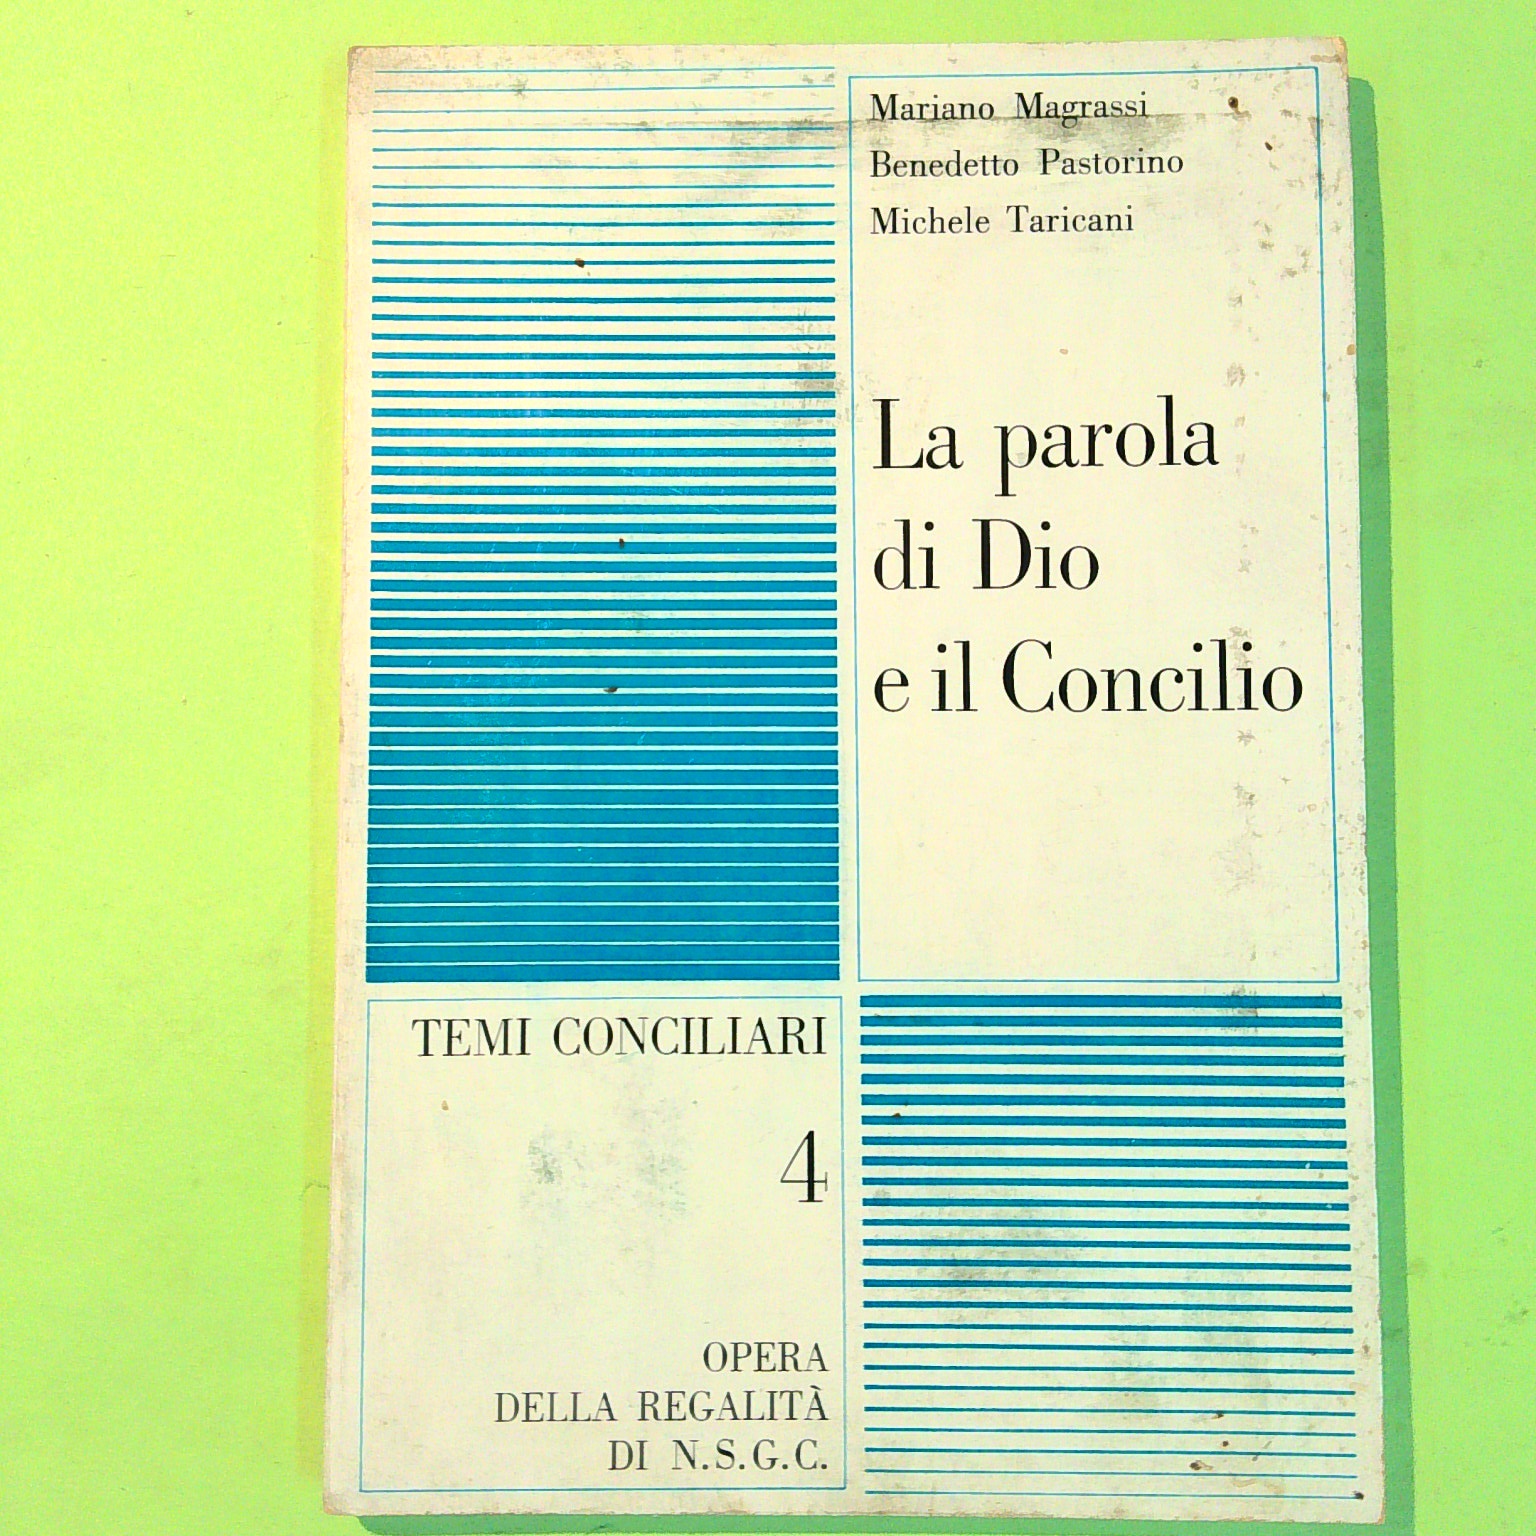 Mariano Magrassi
Benedetto Pastorino
Michele Taricani
La parola
di Dio
e il Concilio
TEMI CONCILIARI
4
OPERA
DELLA REGALITÀ
DI N.S.G.C.